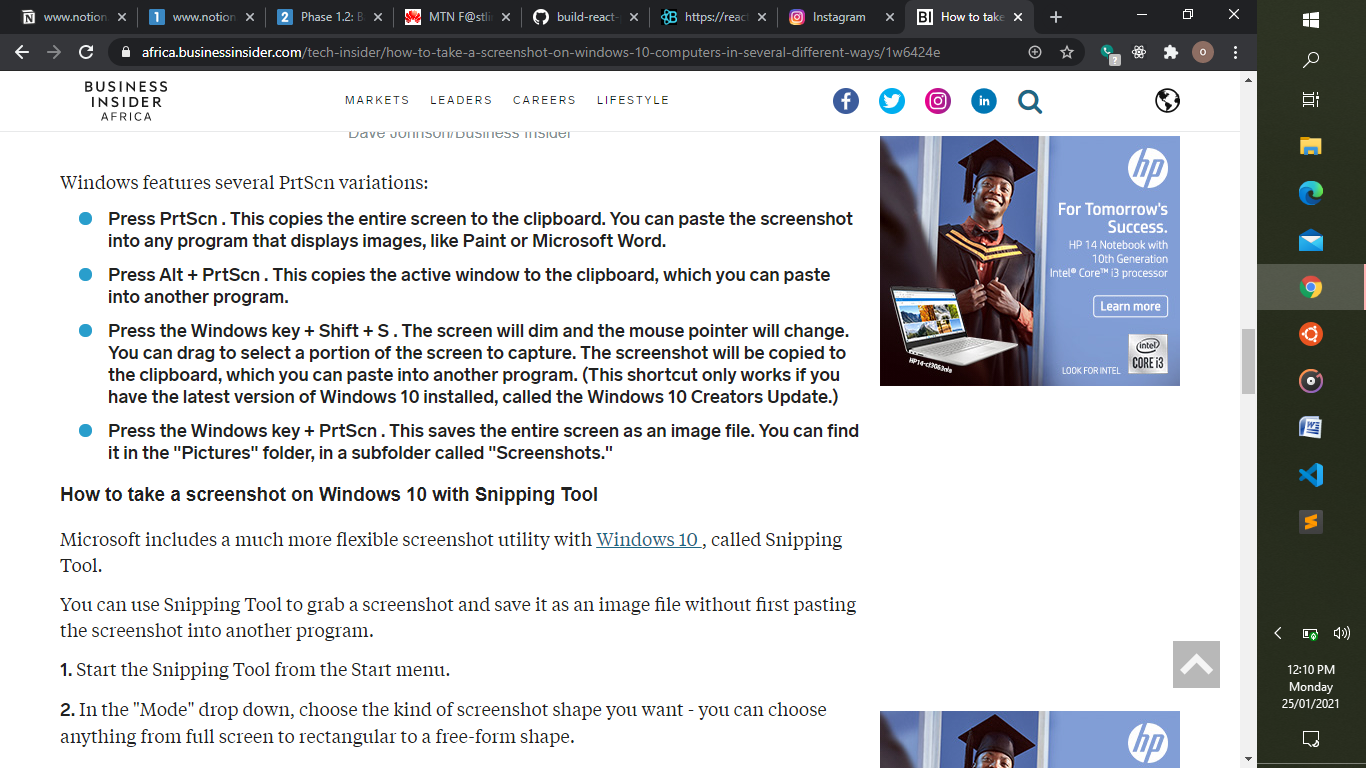 www.notion
www.notion
Phase 1.2: B
MTN F@stli
build-react-
https://reac
Instagram
How to take
africa.businessinsider.com/tech-insider/how-to-take-a-screenshot-on-windows-10-computers-in-several-different-ways/1w6424e
BUSINESS
INSIDER
AFRICA
MARKETS LEADERS CAREERS LIFESTYLE
Dave Johnson/Business Insider
Windows features several PrtScn variations:
Press PrtScn . This copies the entire screen to the clipboard. You can paste the screenshot
into any program that displays images, like Paint or Microsoft Word.
Press Alt + PrtScn . This copies the active window to the clipboard, which you can paste
into another program.
Press the Windows key + Shift + S . The screen will dim and the mouse pointer will change.
You can drag to select a portion of the screen to capture. The screenshot will be copied to
the clipboard, which you can paste into another program. (This shortcut only works if you
have the latest version of Windows 10 installed, called the Windows 10 Creators Update.)
Press the Windows key + PrtScn . This saves the entire screen as an image file. You can find
it in the "Pictures" folder, in a subfolder called "Screenshots."
How to take a screenshot on Windows 10 with Snipping Tool
Microsoft includes a much more flexible screenshot utility with Windows 10 , called Snipping
Tool.
You can use Snipping Tool to grab a screenshot and save it as an image file without first pasting
the screenshot into another program.
1. Start the Snipping Tool from the Start menu.
2. In the "Mode" drop down, choose the kind of screenshot shape you want - you can choose
anything from full screen to rectangular to a free-form shape.
hp
For Tomorrow's
Success.
HP 14 Notebook with
10th Generation
Intel® Core™ i3 processor
Learn more
HP14-cf3063nia
LOOK FOR INTEL
intel
CORE i3
hp
12:10 PM
Monday
25/01/2021